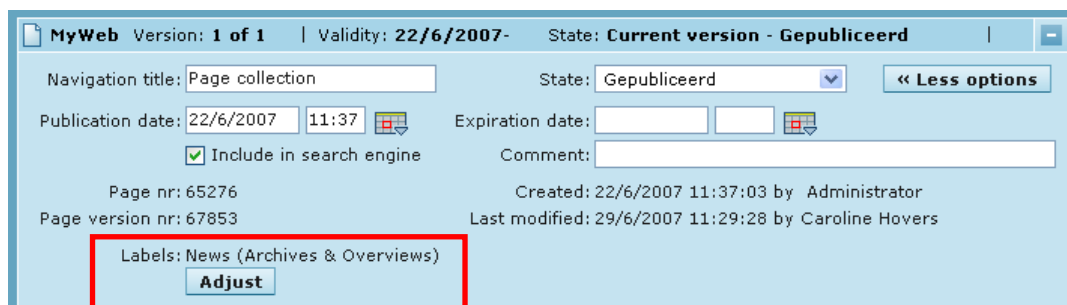 MyWeb Version: 1 of 1 | Validity: 22/6/2007- State: Current version - Gepubliceerd |
Navigation title: Page collection State: Gepubliceerd « Less options
Publication date: 22/6/2007 11:37 Expiration date:
Include in search engine Comment:
Page nr: 65276 Created: 22/6/2007 11:37:03 by Administrator
Page version nr: 67853 Last modified: 29/6/2007 11:29:28 by Caroline Hovers
Labels: News (Archives & Overviews)
Adjust